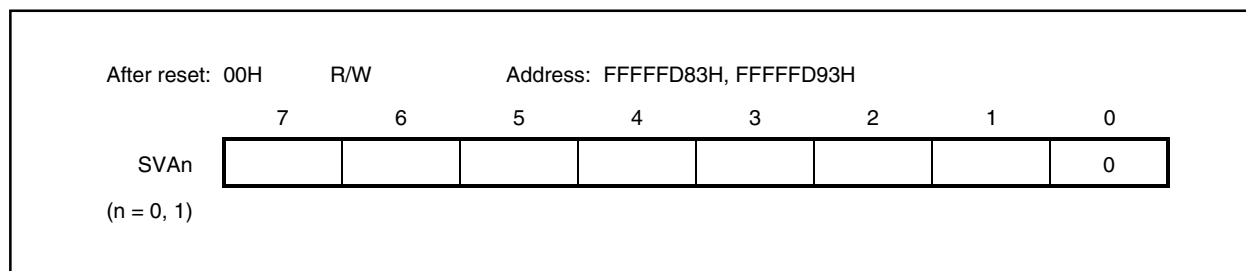 After reset: 00H R/W Address: FFFFFD83H, FFFFFD93H
7 6 5 4 3 2 1 0
SVAn 0
(n = 0, 1)